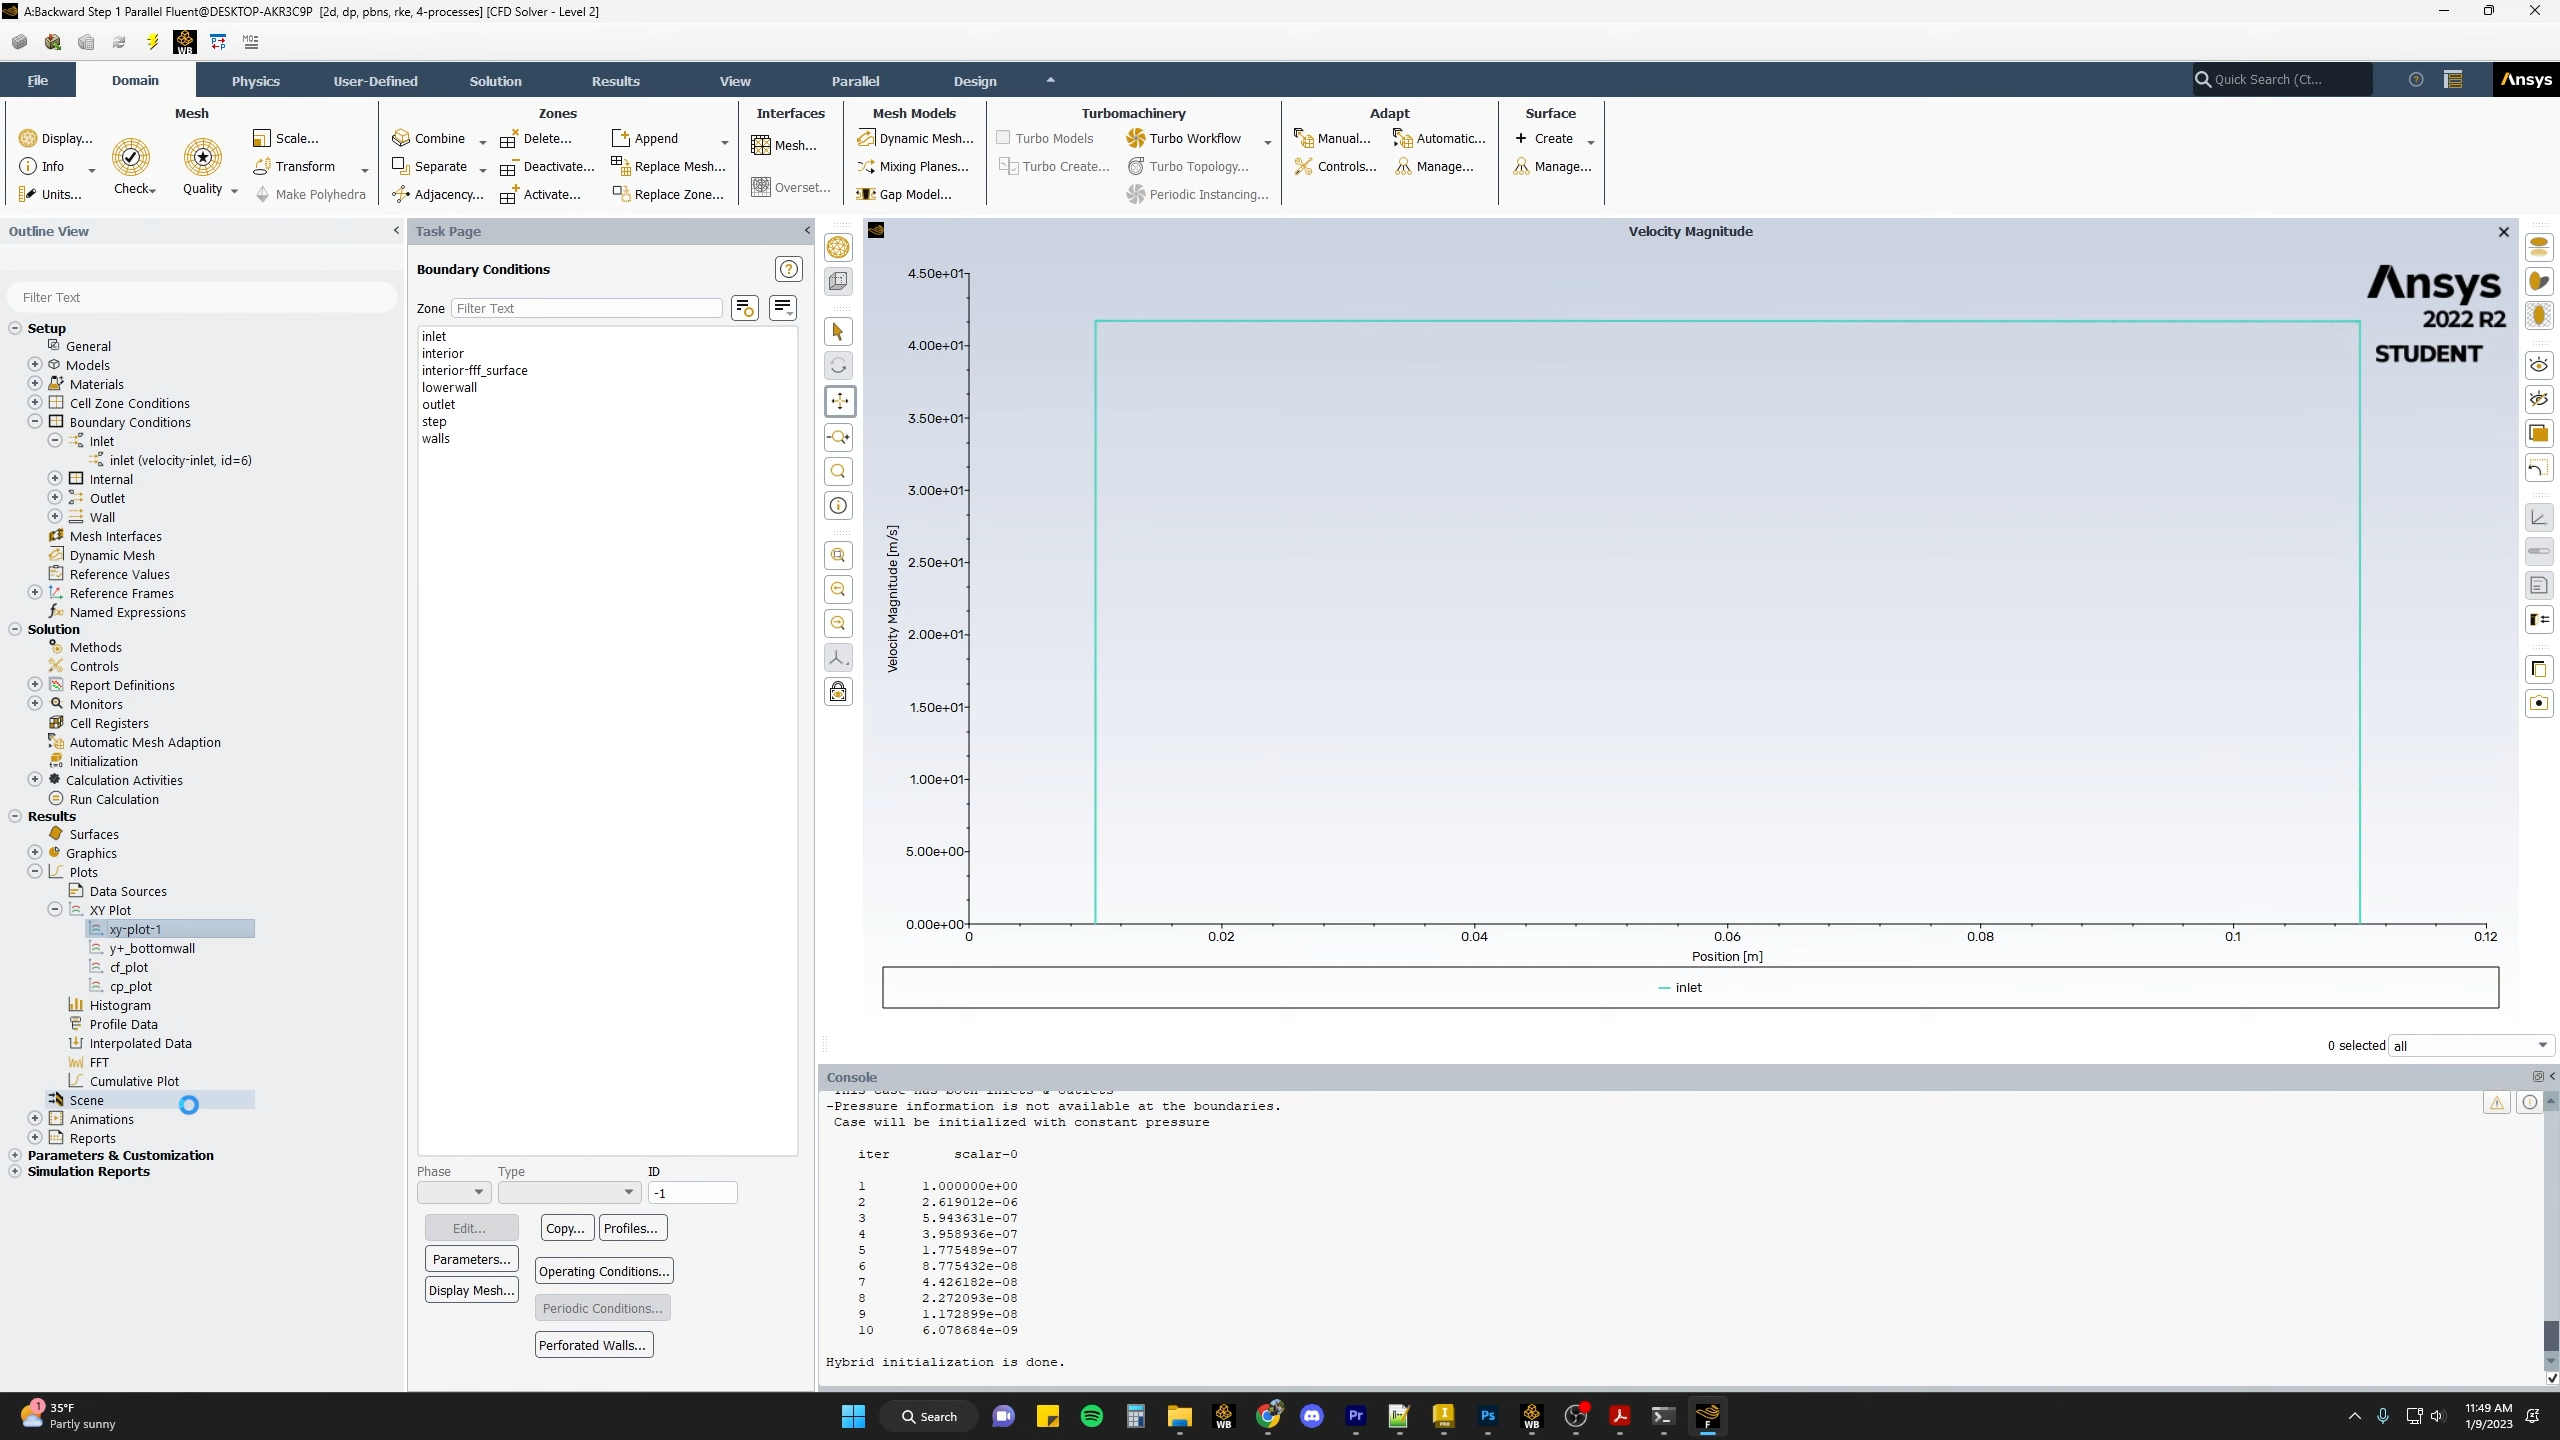 A:Backward Step 1 Parallel Fluent@DESKTOP-AKR3C9P [2d, dp, pbns, rke, 4-processes] [CFD Solver - Level 2]
WB
File
Domain
Physics
User-Defined
Solution
Results
View
Parallel
Design
Quick Search (Ct...
Ansys
Mesh
Display...
Info
Units...
Check
Quality
Scale...
Transform
Make Polyhedra
Zones
Combine
Separate
Adjacency...
Delete...
Deactivate...
Activate...
Append
Replace Mesh...
Replace Zone...
Interfaces
Mesh...
Overset...
Mesh Models
Dynamic Mesh...
Mixing Planes...
Gap Model...
Turbomachinery
Turbo Models
Turbo Create...
Turbo Workflow
Turbo Topology...
Periodic Instancing...
Adapt
Manual...
Controls...
Automatic...
Manage...
Surface
Create
Manage...
Outline View
Filter Text
Setup
General
Models
Materials
Cell Zone Conditions
Boundary Conditions
Inlet
inlet (velocity-inlet, id=6)
Internal
Outlet
Wall
Mesh Interfaces
Dynamic Mesh
Reference Values
Reference Frames
Named Expressions
Solution
Methods
Controls
Report Definitions
Monitors
Cell Registers
Automatic Mesh Adaption
Initialization
Calculation Activities
Run Calculation
Results
Surfaces
Graphics
Plots
Data Sources
XY Plot
xy-plot-1
y+_bottomwall
cf_plot
cp_plot
Histogram
Profile Data
Interpolated Data
FFT
Cumulative Plot
Scene
Animations
Reports
Parameters & Customization
Simulation Reports
Task Page
Boundary Conditions
Zone Filter Text
inlet
interior
interior-fff_surface
lowerwall
outlet
step
walls
Phase
Type
ID
-1
Edit...
Copy...
Profiles...
Parameters...
Operating Conditions...
Display Mesh...
Periodic Conditions...
Perforated Walls...
Velocity Magnitude
Ansys
2022 R2
STUDENT
Velocity Magnitude [m/s]
4.50e+01
4.00e+01
3.50e+01
3.00e+01
2.50e+01
2.00e+01
1.50e+01
1.00e+01
5.00e+00
0.00e+00
0
0.02
0.04
0.06
0.08
0.1
0.12
Position [m]
inlet
0 selected
all
Console
This case has both inlets & outlets
-Pressure information is not available at the boundaries.
Case will be initialized with constant pressure
iter scalar-0
1 1.000000e+00
2 2.619012e-06
3 5.943631e-07
4 3.958936e-07
5 1.775489e-07
6 8.775432e-08
7 4.426182e-08
8 2.272093e-08
9 1.172899e-08
10 6.078684e-09
Hybrid initialization is done.
1
35°F
Partly sunny
Search
WB
Pr
Ps
WB
11:49 AM
1/9/2023